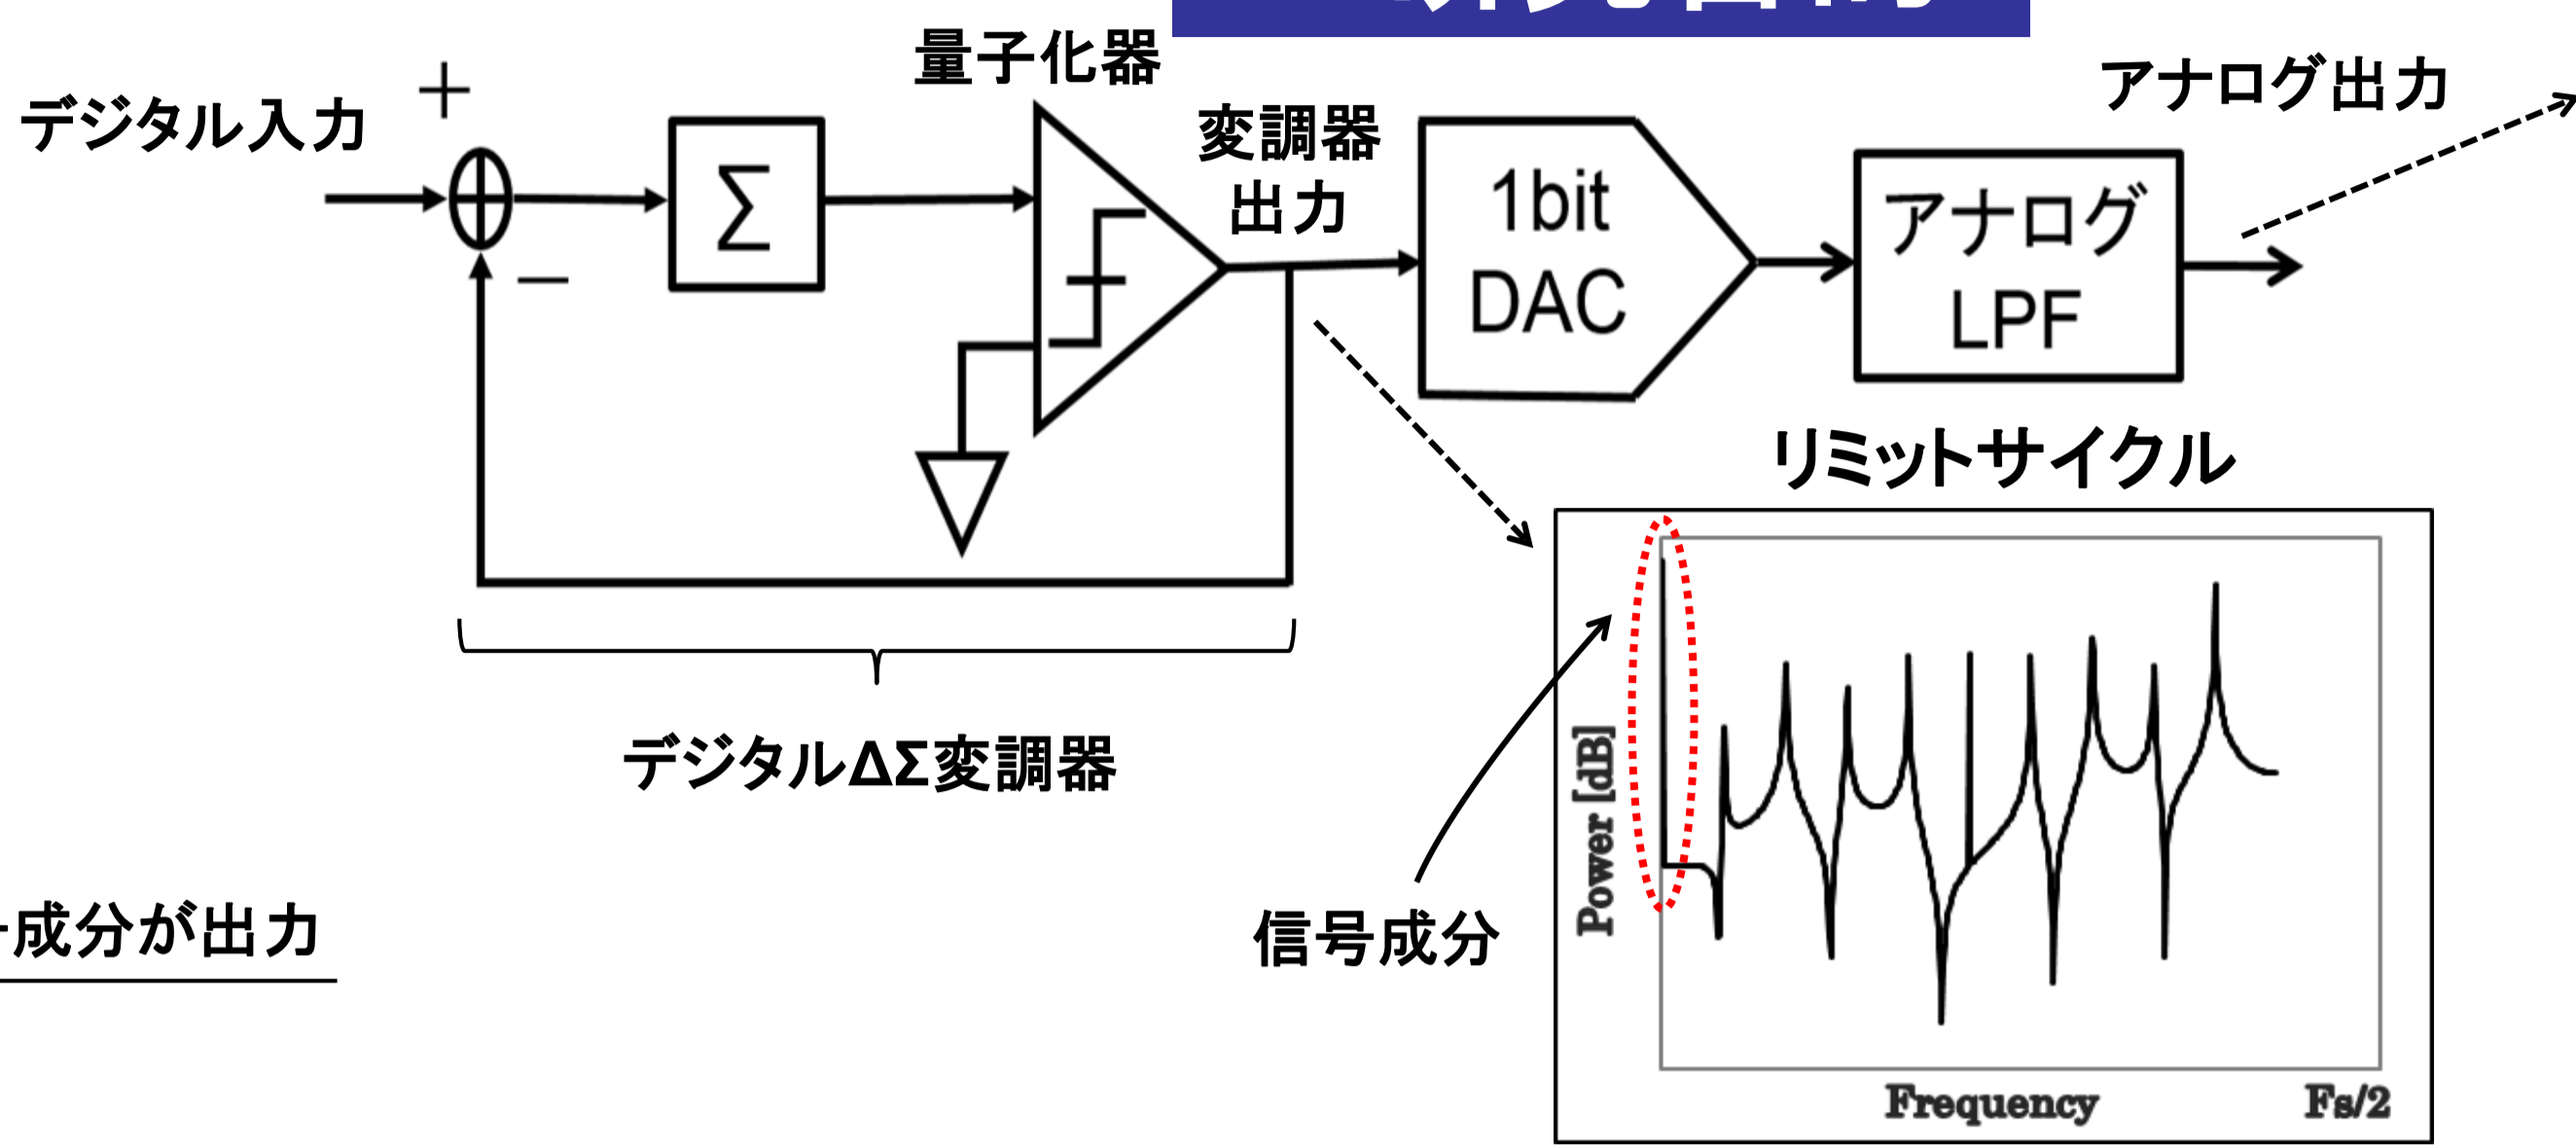 量子化器
アナログ出力
デジタル入力
+
変調器
出力
Σ
1bit
DAC
アナログ
LPF
−
リミットサイクル
デジタルΔΣ変調器
Power [dB]
信号成分
成分が出力
Frequency
Fs/2